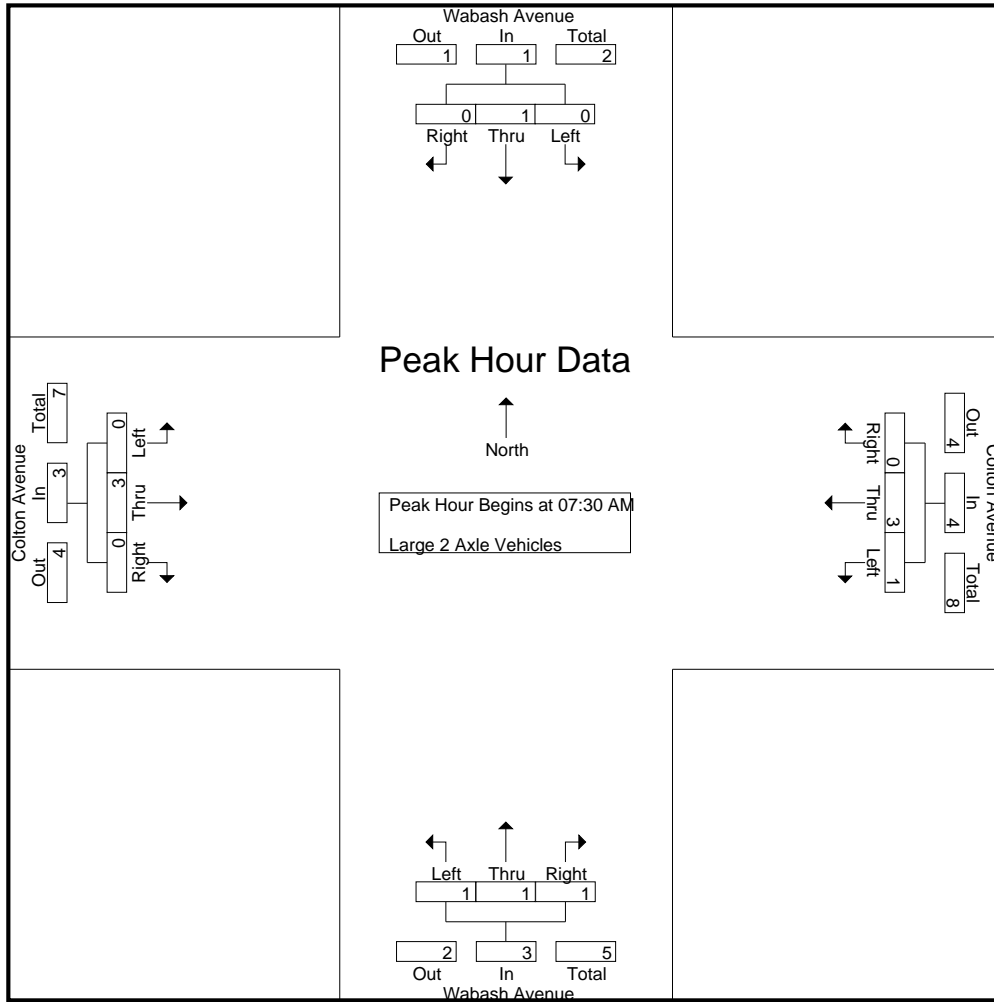 Wabash Avenue
Out In Total
1 1 2
0 1 0
Right Thru Left
Peak Hour Data
North
Peak Hour Begins at 07:30 AM
Large 2 Axle Vehicles
Colton Avenue
Out In Total
4 3 7
Left Thru Right
0 3 0
Colton Avenue
Out In Total
4 4 8
Right Thru Left
0 3 1
Left Thru Right
1 1 1
2 3 5
Out In Total
Wabash Avenue